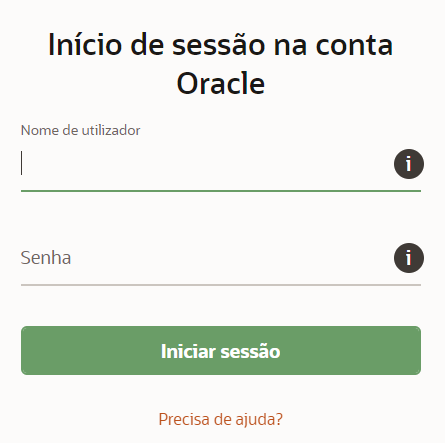 Início de sessão na conta
Oracle
Nome de utilizador
i
Senha
i
Iniciar sessão
Precisa de ajuda?